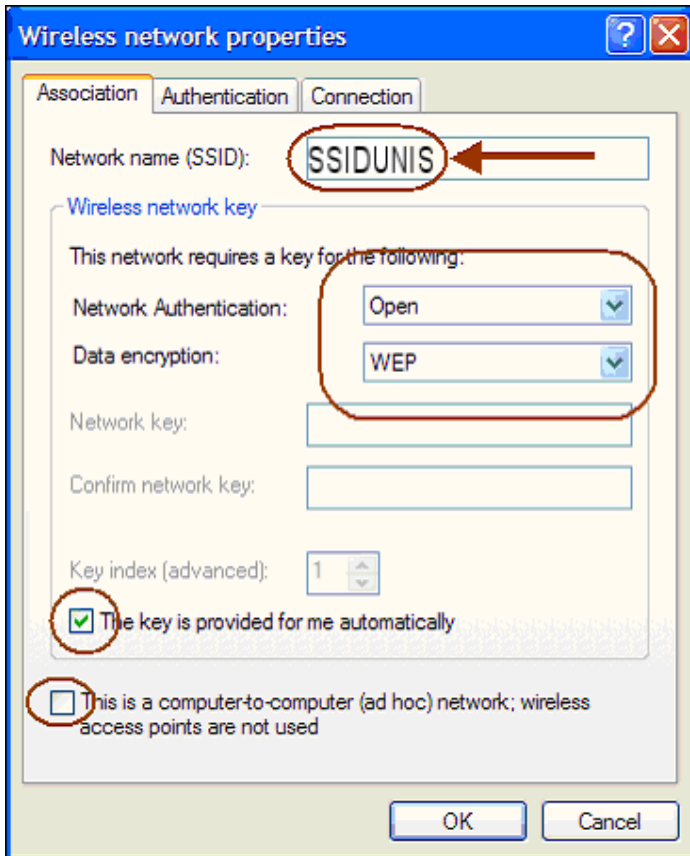 Wireless network properties
Association Authentication Connection
Network name (SSID): SSIDUNIS
Wireless network key
This network requires a key for the following:
Network Authentication: Open
Data encryption: WEP
Network key:
Confirm network key:
Key index (advanced): 1
The key is provided for me automatically
This is a computer-to-computer (ad hoc) network; wireless
access points are not used
OK Cancel